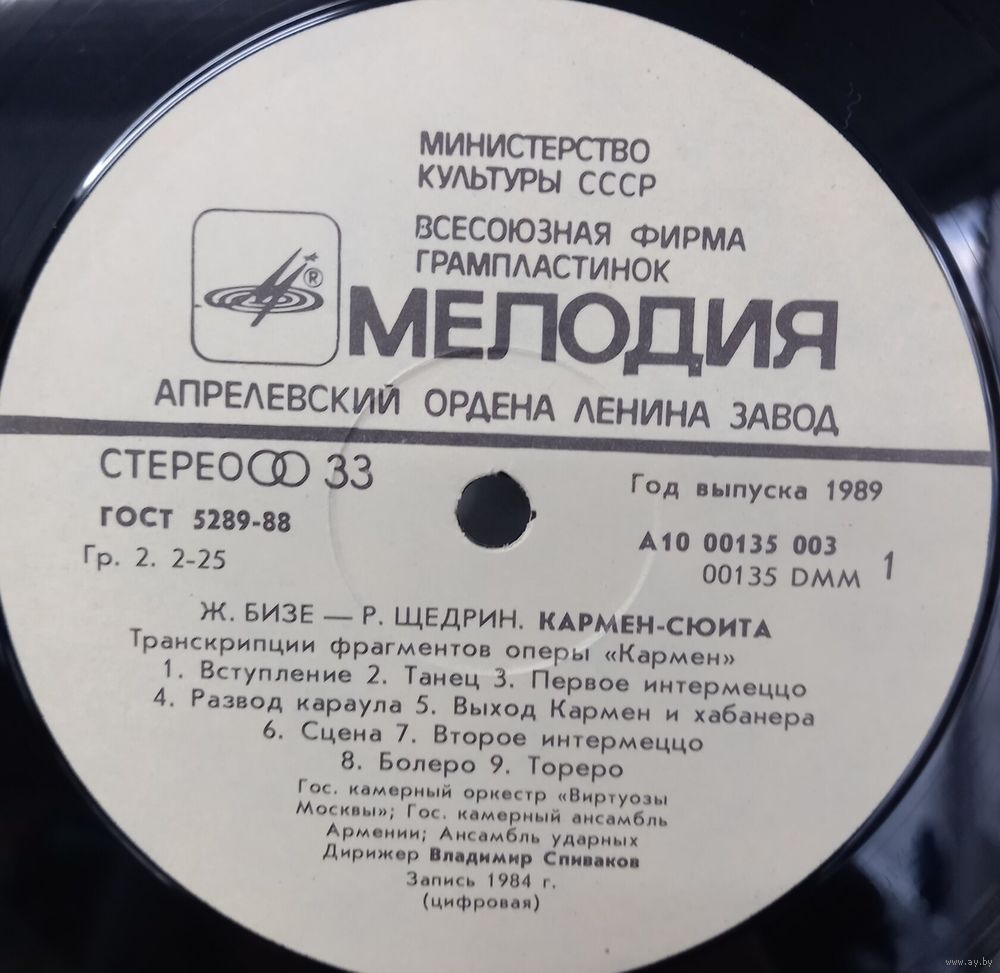 МИНИСТЕРСТВО
КУЛЬТУРЫ СССР
ВСЕСОЮЗНАЯ ФИРМА
ГРАМПЛАСТИНОК
®
МЕЛОДИЯ
АПРЕЛЕВСКИЙ ОРДЕНА ЛЕНИНА ЗАВОД
СТЕРЕО 33
ГОСТ 5289-88
Гр. 2. 2-25
Год выпуска 1989
А10 00135 003
00135 DMM
1
Ж. БИЗЕ — Р. ЩЕДРИН. КАРМЕН-СЮИТА
Транскрипции фрагментов оперы «Кармен»
1. Вступление 2. Танец 3. Первое интермеццо
4. Развод караула 5. Выход Кармен и хабанера
6. Сцена 7. Второе интермеццо
8. Болеро 9. Тореро
Гос. камерный оркестр «Виртуозы
Москвы»; Гос. камерный ансамбль
Армении; Ансамбль ударных
Дирижер Владимир Спиваков
Запись 1984 г.
(цифровая)
www.ay.by